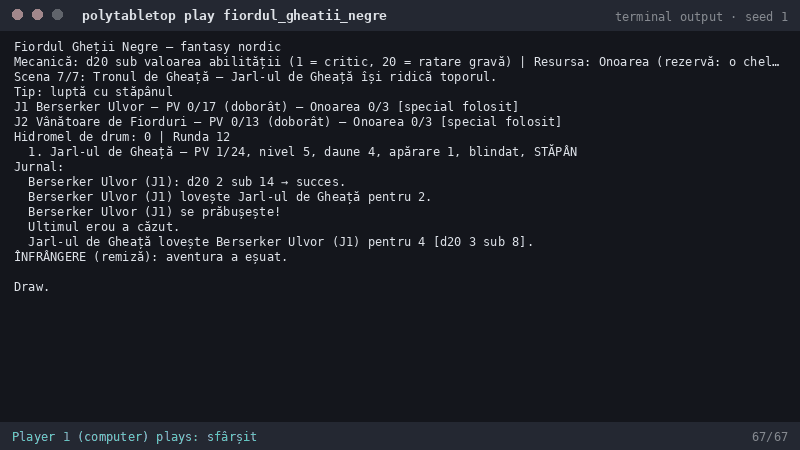 polytabletop play fiordul_gheatii_negre
terminal output · seed 1
Fiordul Gheții Negre — fantasy nordic
Mecanică: d20 sub valoarea abilității (1 = critic, 20 = ratare gravă) | Resursa: Onoarea (rezervă: o chel…
Scena 7/7: Tronul de Gheață — Jarl-ul de Gheață își ridică toporul.
Tip: luptă cu stăpânul
J1 Berserker Ulvor — PV 0/17 (doborât) — Onoarea 0/3 [special folosit]
J2 Vânătoare de Fiorduri — PV 0/13 (doborât) — Onoarea 0/3 [special folosit]
Hidromel de drum: 0 | Runda 12
1. Jarl-ul de Gheață — PV 1/24, nivel 5, daune 4, apărare 1, blindat, STĂPÂN
Jurnal:
Berserker Ulvor (J1): d20 2 sub 14 → succes.
Berserker Ulvor (J1) lovește Jarl-ul de Gheață pentru 2.
Berserker Ulvor (J1) se prăbușește!
Ultimul erou a căzut.
Jarl-ul de Gheață lovește Berserker Ulvor (J1) pentru 4 [d20 3 sub 8].
ÎNFRÂNGERE (remiză): aventura a eșuat.
Draw.
Player 1 (computer) plays: sfârșit
67/67